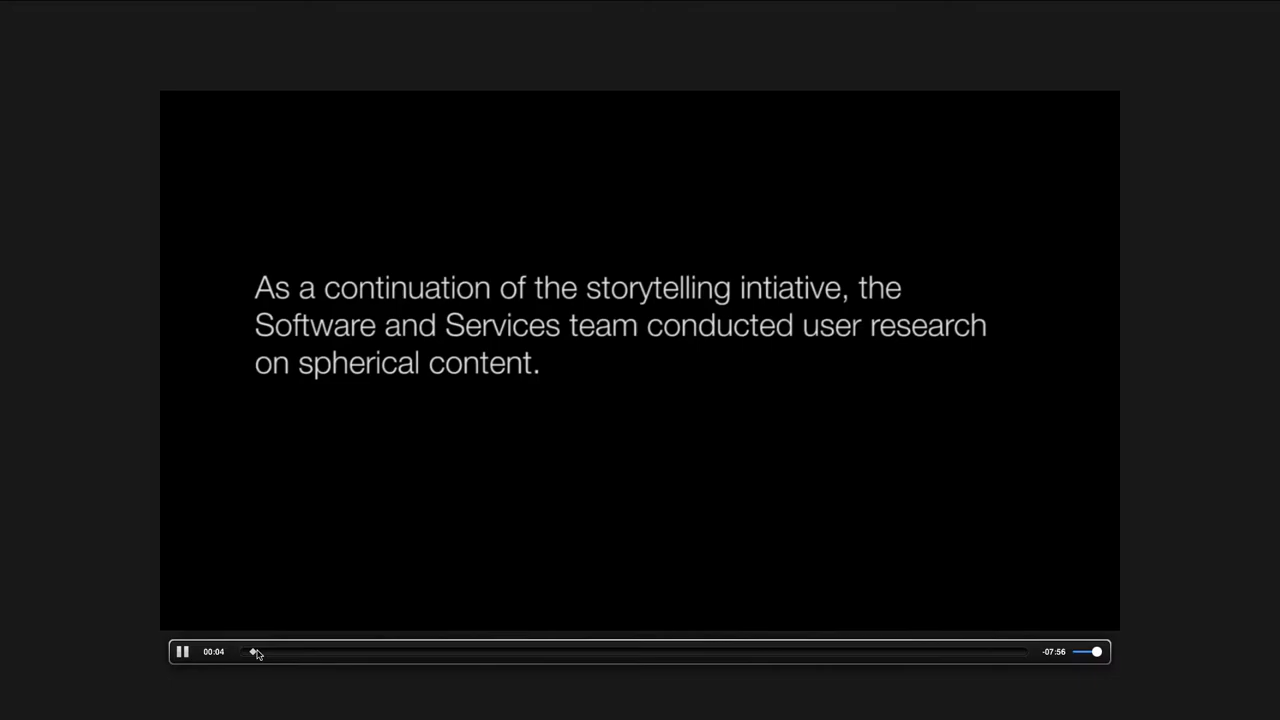 As a continuation of the storytelling intiative, the
Software and Services team conducted user research
on spherical content.
00:04
-07:56